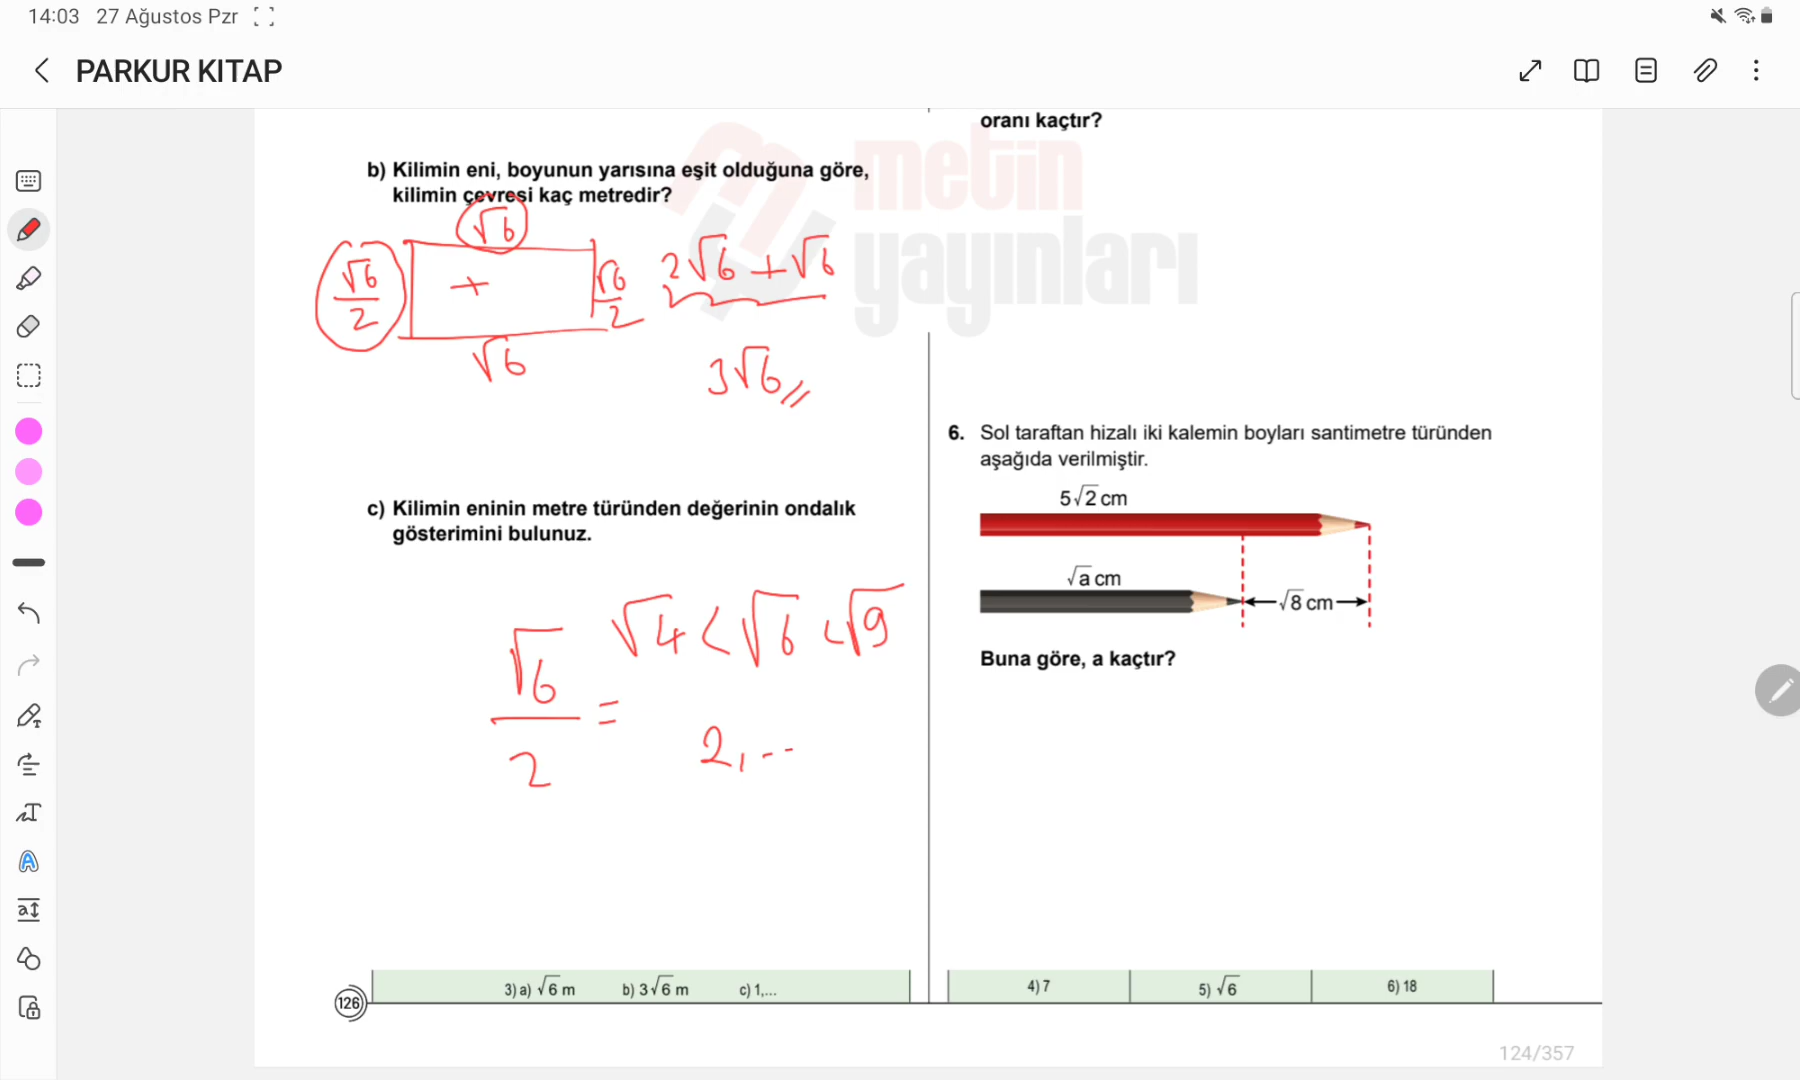 14:03 27 Ağustos Pzr
PARKUR KITAP
b) Kilimin eni, boyunun yarısına eşit olduğuna göre,
kilimin çevresi kaç metredir?
√6
√6/2
+
√6/2
√6
2√6 + √6
3√6 //
c) Kilimin eninin metre türünden değerinin ondalık
gösterimini bulunuz.
√6/2 =
√4 < √6 < √9
2,...
3) a) √6 m b) 3√6 m c) 1,...
126
oranı kaçtır?
metin
yayınları
6. Sol taraftan hizalı iki kalemin boyları santimetre türünden
aşağıda verilmiştir.
5√2 cm
√a cm
√8 cm
Buna göre, a kaçtır?
4) 7 5) √6 6) 18
124/357